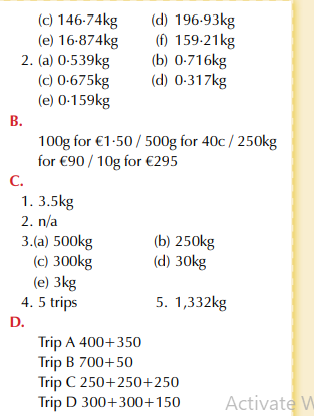 (c) 146·74kg (d) 196·93kg
(e) 16·874kg (f) 159·21kg
2. (a) 0·539kg (b) 0·716kg
(c) 0·675kg (d) 0·317kg
(e) 0·159kg
B.
100g for €1·50 / 500g for 40c / 250kg
for €90 / 10g for €295
C.
1. 3.5kg
2. n/a
3.(a) 500kg (b) 250kg
(c) 300kg (d) 30kg
(e) 3kg
4. 5 trips 5. 1,332kg
D.
Trip A 400+350
Trip B 700+50
Trip C 250+250+250
Trip D 300+300+150
Activate W